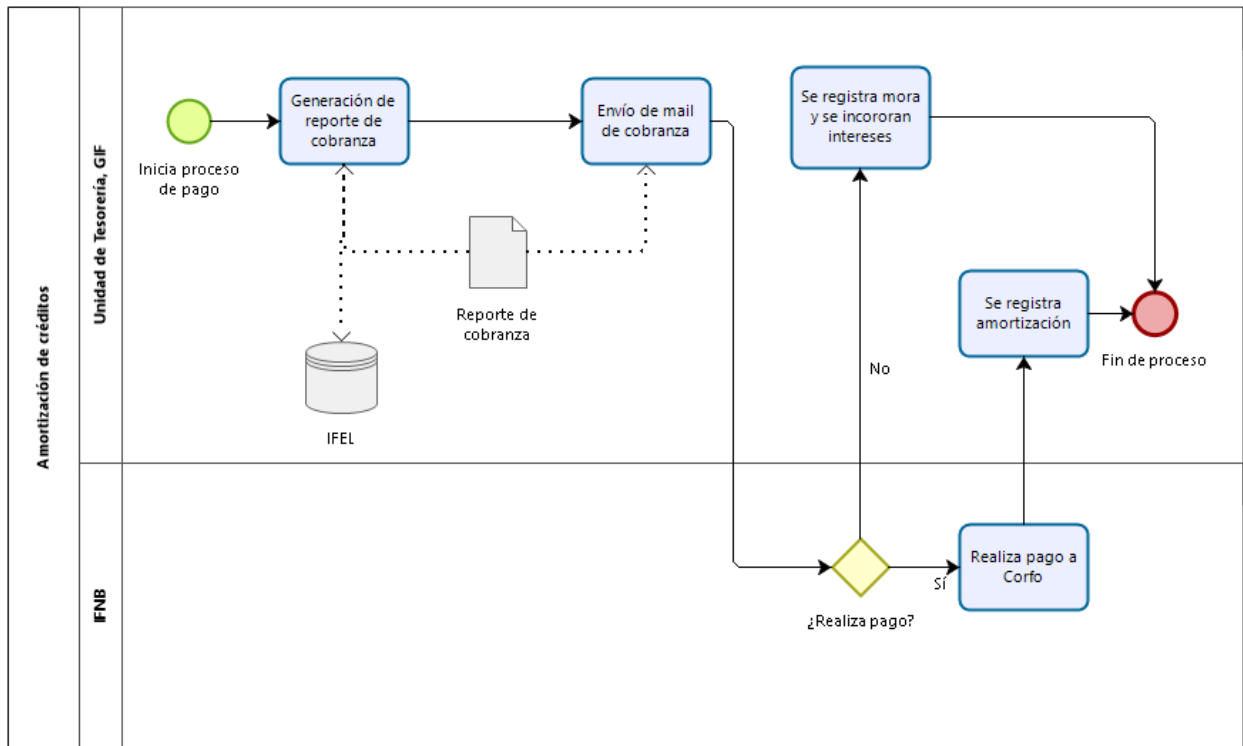 Amortización de créditos
Unidad de Tesorería, GIF
Inicia proceso
de pago
Generación de
reporte de
cobranza
Envío de mail
de cobranza
Se registra mora
y se incororan
intereses
Reporte de
cobranza
IFEL
Se registra
amortización
Fin de proceso
No
IFNB
¿Realiza pago?
Sí
Realiza pago a
Corfo